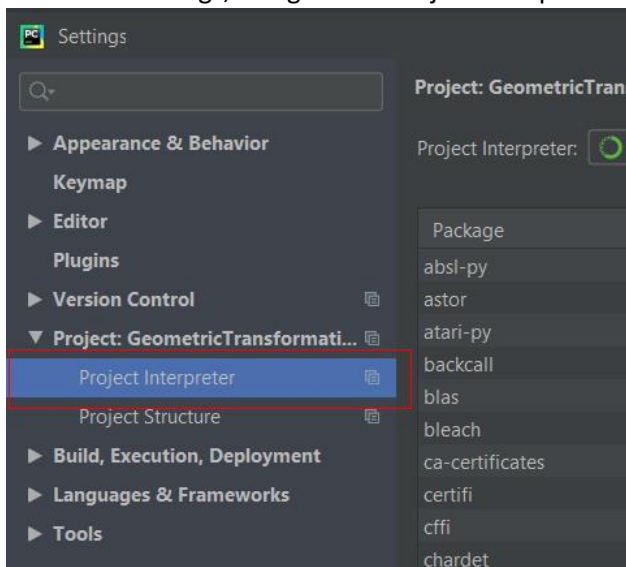 PC Settings
Appearance & Behavior
Keymap
Editor
Plugins
Version Control
Project: GeometricTransformati...
Project Interpreter
Project Structure
Build, Execution, Deployment
Languages & Frameworks
Tools
Project: GeometricTran
Project Interpreter:
Package
absl-py
astor
atari-py
backcall
blas
bleach
ca-certificates
certifi
cffi
chardet